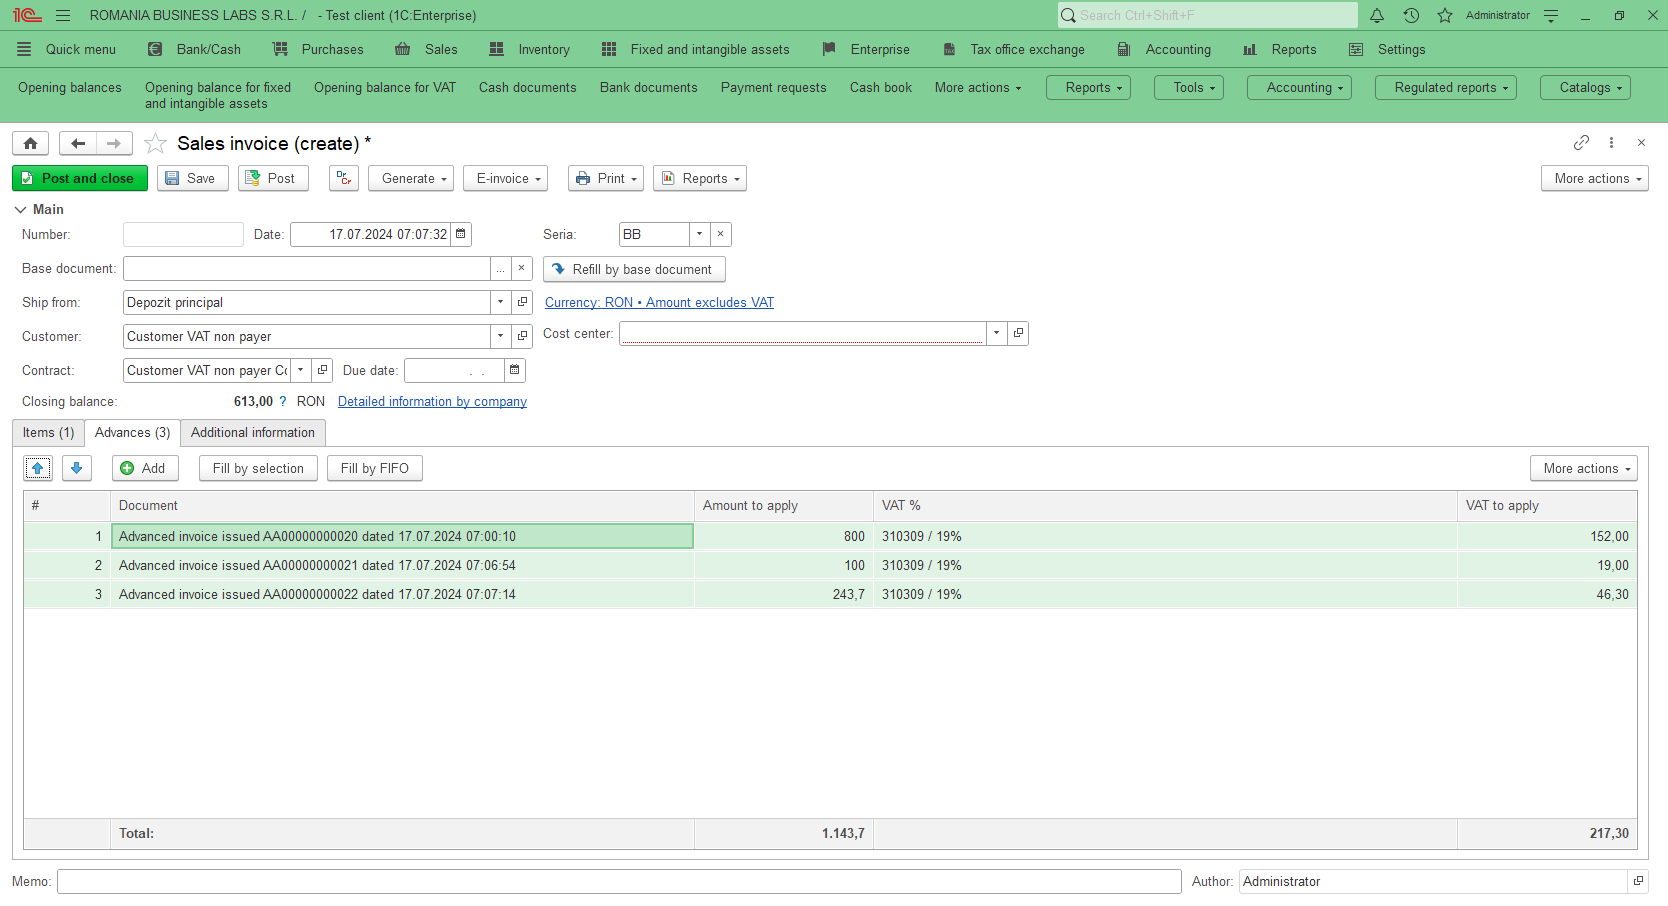 ROMANIA BUSINESS LABS S.R.L. / - Test client (1C:Enterprise) Search Ctrl+Shift+F Administrator
Quick menu Bank/Cash Purchases Sales Inventory Fixed and intangible assets Enterprise Tax office exchange Accounting Reports Settings
Opening balances Opening balance for fixed and intangible assets Opening balance for VAT Cash documents Bank documents Payment requests Cash book More actions Reports Tools Accounting Regulated reports Catalogs
Sales invoice (create) *
Post and close Save Post Dr Cr Generate E-invoice Print Reports More actions
Main
Number: Date: 17.07.2024 07:07:32 Seria: BB
Base document: ... Refill by base document
Ship from: Depozit principal Currency: RON • Amount excludes VAT
Customer: Customer VAT non payer Cost center:
Contract: Customer VAT non payer Co Due date: . .
Closing balance: 613,00 ? RON Detailed information by company
Items (1) Advances (3) Additional information
Add Fill by selection Fill by FIFO More actions
# Document Amount to apply VAT % VAT to apply
1 Advanced invoice issued AA00000000020 dated 17.07.2024 07:00:10 800 310309 / 19% 152,00
2 Advanced invoice issued AA00000000021 dated 17.07.2024 07:06:54 100 310309 / 19% 19,00
3 Advanced invoice issued AA00000000022 dated 17.07.2024 07:07:14 243,7 310309 / 19% 46,30
Total: 1.143,7 217,30
Memo: Author: Administrator